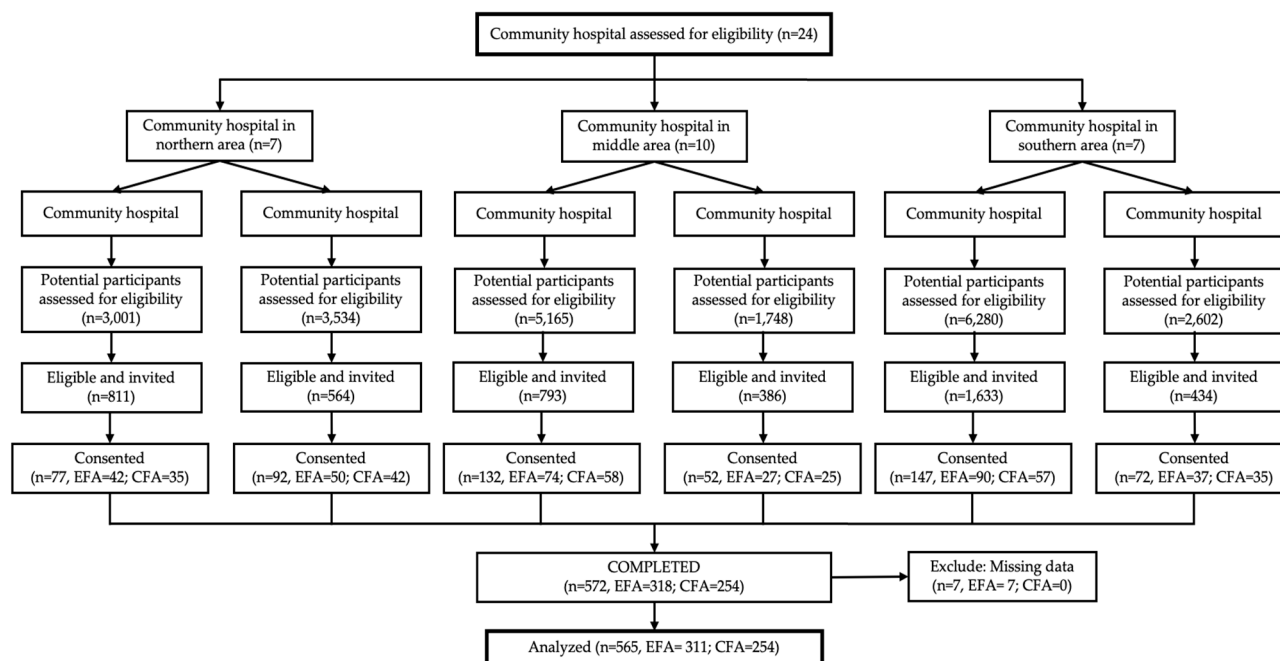 Community hospital assessed for eligibility (n=24)
Community hospital in
northern area (n=7)
Community hospital in
middle area (n=10)
Community hospital in
southern area (n=7)
Community hospital
Community hospital
Community hospital
Community hospital
Community hospital
Community hospital
Potential participants
assessed for eligibility
(n=3,001)
Potential participants
assessed for eligibility
(n=3,534)
Potential participants
assessed for eligibility
(n=5,165)
Potential participants
assessed for eligibility
(n=1,748)
Potential participants
assessed for eligibility
(n=6,280)
Potential participants
assessed for eligibility
(n=2,602)
Eligible and invited
(n=811)
Eligible and invited
(n=564)
Eligible and invited
(n=793)
Eligible and invited
(n=386)
Eligible and invited
(n=1,633)
Eligible and invited
(n=434)
Consented
(n=77, EFA=42; CFA=35)
Consented
(n=92, EFA=50; CFA=42)
Consented
(n=132, EFA=74; CFA=58)
Consented
(n=52, EFA=27; CFA=25)
Consented
(n=147, EFA=90; CFA=57)
Consented
(n=72, EFA=37; CFA=35)
COMPLETED
(n=572, EFA=318; CFA=254)
Exclude: Missing data
(n=7, EFA= 7; CFA=0)
Analyzed (n=565, EFA= 311; CFA=254)